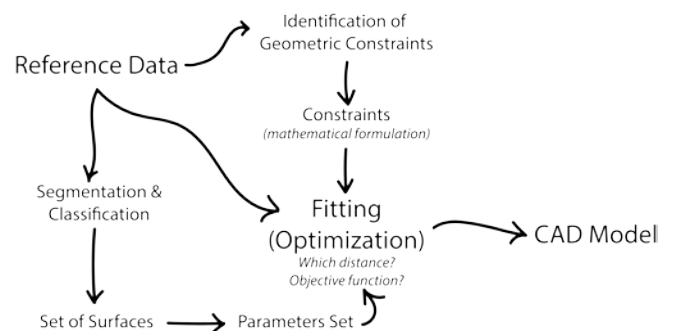 Identification of
Geometric Constraints
Reference Data
Constraints
(mathematical formulation)
Segmentation &
Classification
Fitting
(Optimization)
Which distance?
Objective function?
CAD Model
Set of Surfaces
Parameters Set